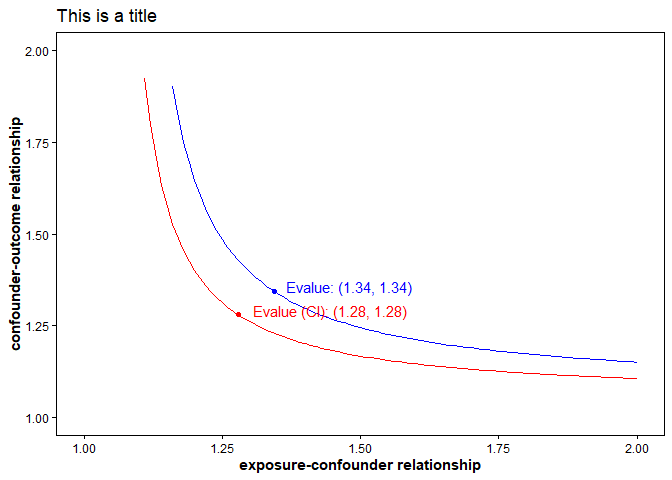 This is a title
2.00
1.75
1.50
1.25
1.00
confounder-outcome relationship
Evalue: (1.34, 1.34)
Evalue (CI): (1.28, 1.28)
1.00 1.25 1.50 1.75 2.00
exposure-confounder relationship